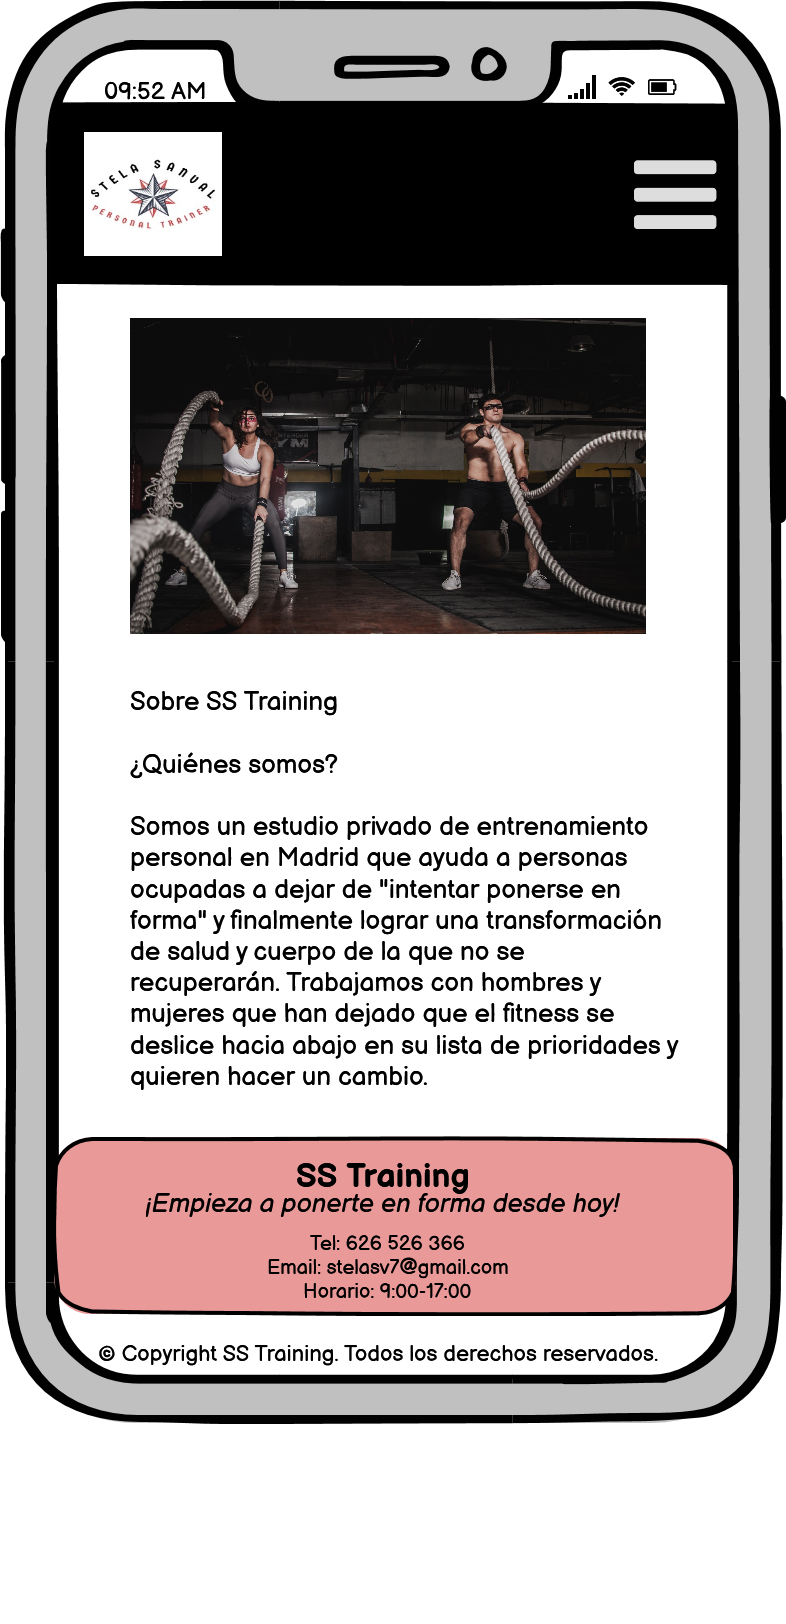 09:52 AM
STELA SANVAL
PERSONAL TRAINER
Sobre SS Training
¿Quiénes somos?
Somos un estudio privado de entrenamiento
personal en Madrid que ayuda a personas
ocupadas a dejar de "intentar ponerse en
forma" y finalmente lograr una transformación
de salud y cuerpo de la que no se
recuperarán. Trabajamos con hombres y
mujeres que han dejado que el fitness se
deslice hacia abajo en su lista de prioridades y
quieren hacer un cambio.
SS Training
¡Empieza a ponerte en forma desde hoy!
Tel: 626 526 366
Email: stelasv7@gmail.com
Horario: 9:00-17:00
© Copyright SS Training. Todos los derechos reservados.